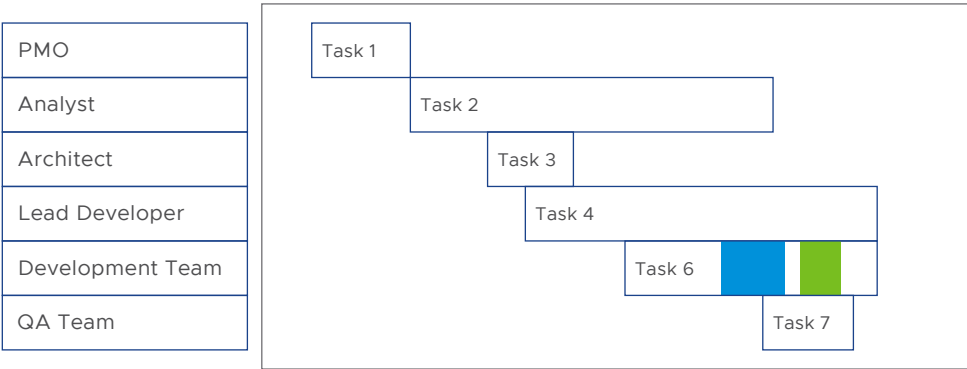 PMO
Task 1
Analyst
Task 2
Architect
Task 3
Lead Developer
Task 4
Development Team
Task 6
QA Team
Task 7